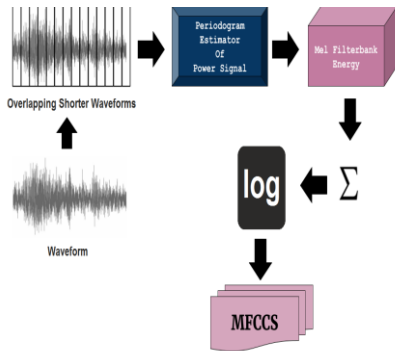 Overlapping Shorter Waveforms
Periodogram
Estimator
Of
Power Signal
Mel Filterbank
Energy
Waveform
log
Σ
MFCCS